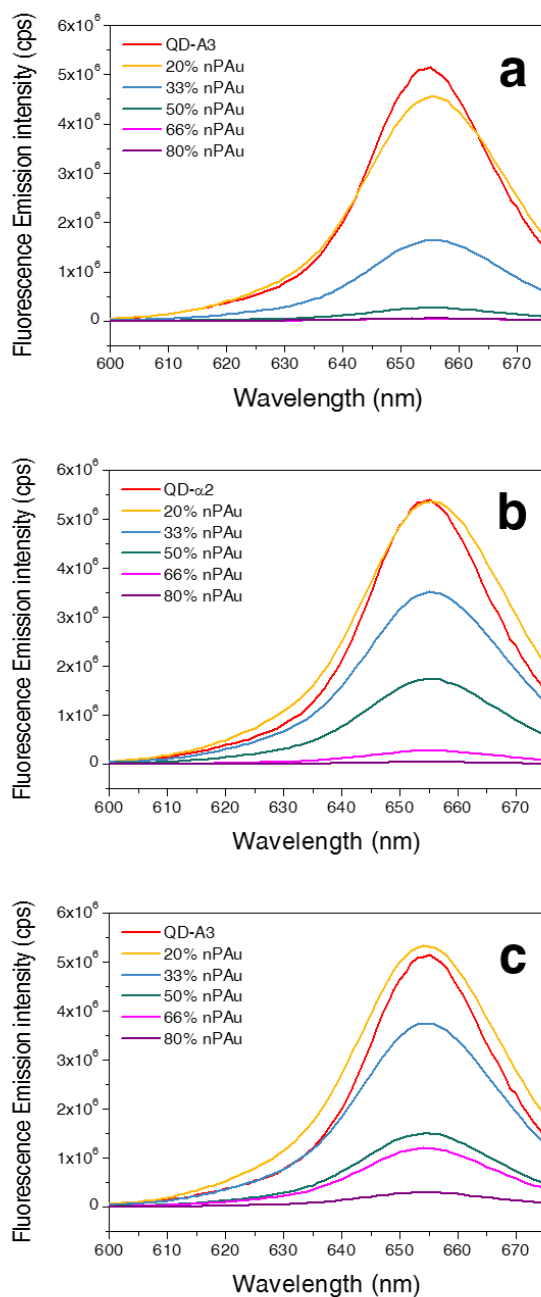 6x10⁶
QD-A3
a
20% nPAu
5x10⁶
33% nPAu
50% nPAu
4x10⁶
66% nPAu
80% nPAu
3x10⁶
2x10⁶
1x10⁶
0
Fluorescence Emission intensity (cps)
600 610 620 630 640 650 660 670
Wavelength (nm)
6x10⁶
QD-α2
b
20% nPAu
5x10⁶
33% nPAu
50% nPAu
4x10⁶
66% nPAu
80% nPAu
3x10⁶
2x10⁶
1x10⁶
0
Fluorescence Emission intensity (cps)
600 610 620 630 640 650 660 670
Wavelength (nm)
6x10⁶
QD-A3
c
20% nPAu
5x10⁶
33% nPAu
50% nPAu
4x10⁶
66% nPAu
80% nPAu
3x10⁶
2x10⁶
1x10⁶
0
Fluorescence Emission intensity (cps)
600 610 620 630 640 650 660 670
Wavelength (nm)